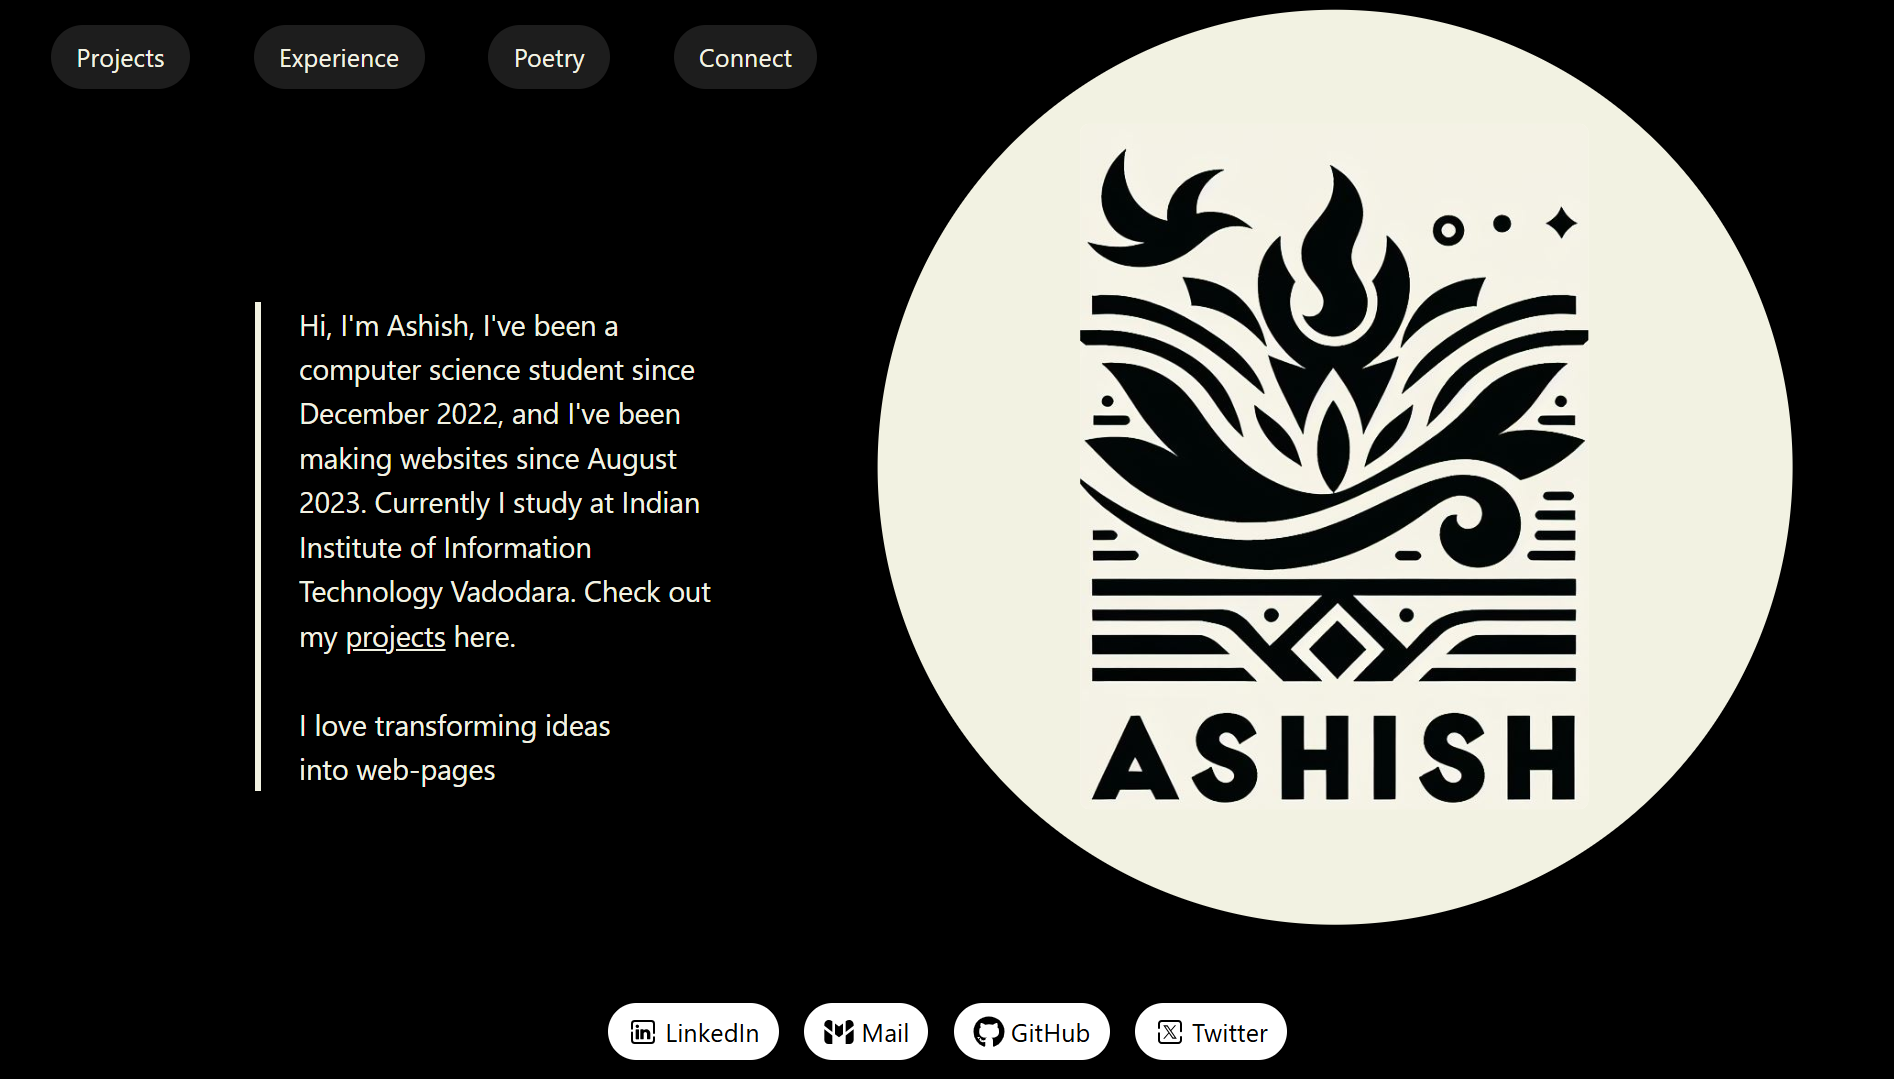 Projects
Experience
Poetry
Connect
Hi, I'm Ashish, I've been a
computer science student since
December 2022, and I've been
making websites since August
2023. Currently I study at Indian
Institute of Information
Technology Vadodara. Check out
my projects here.
I love transforming ideas
into web-pages
ASHISH
LinkedIn
Mail
GitHub
Twitter